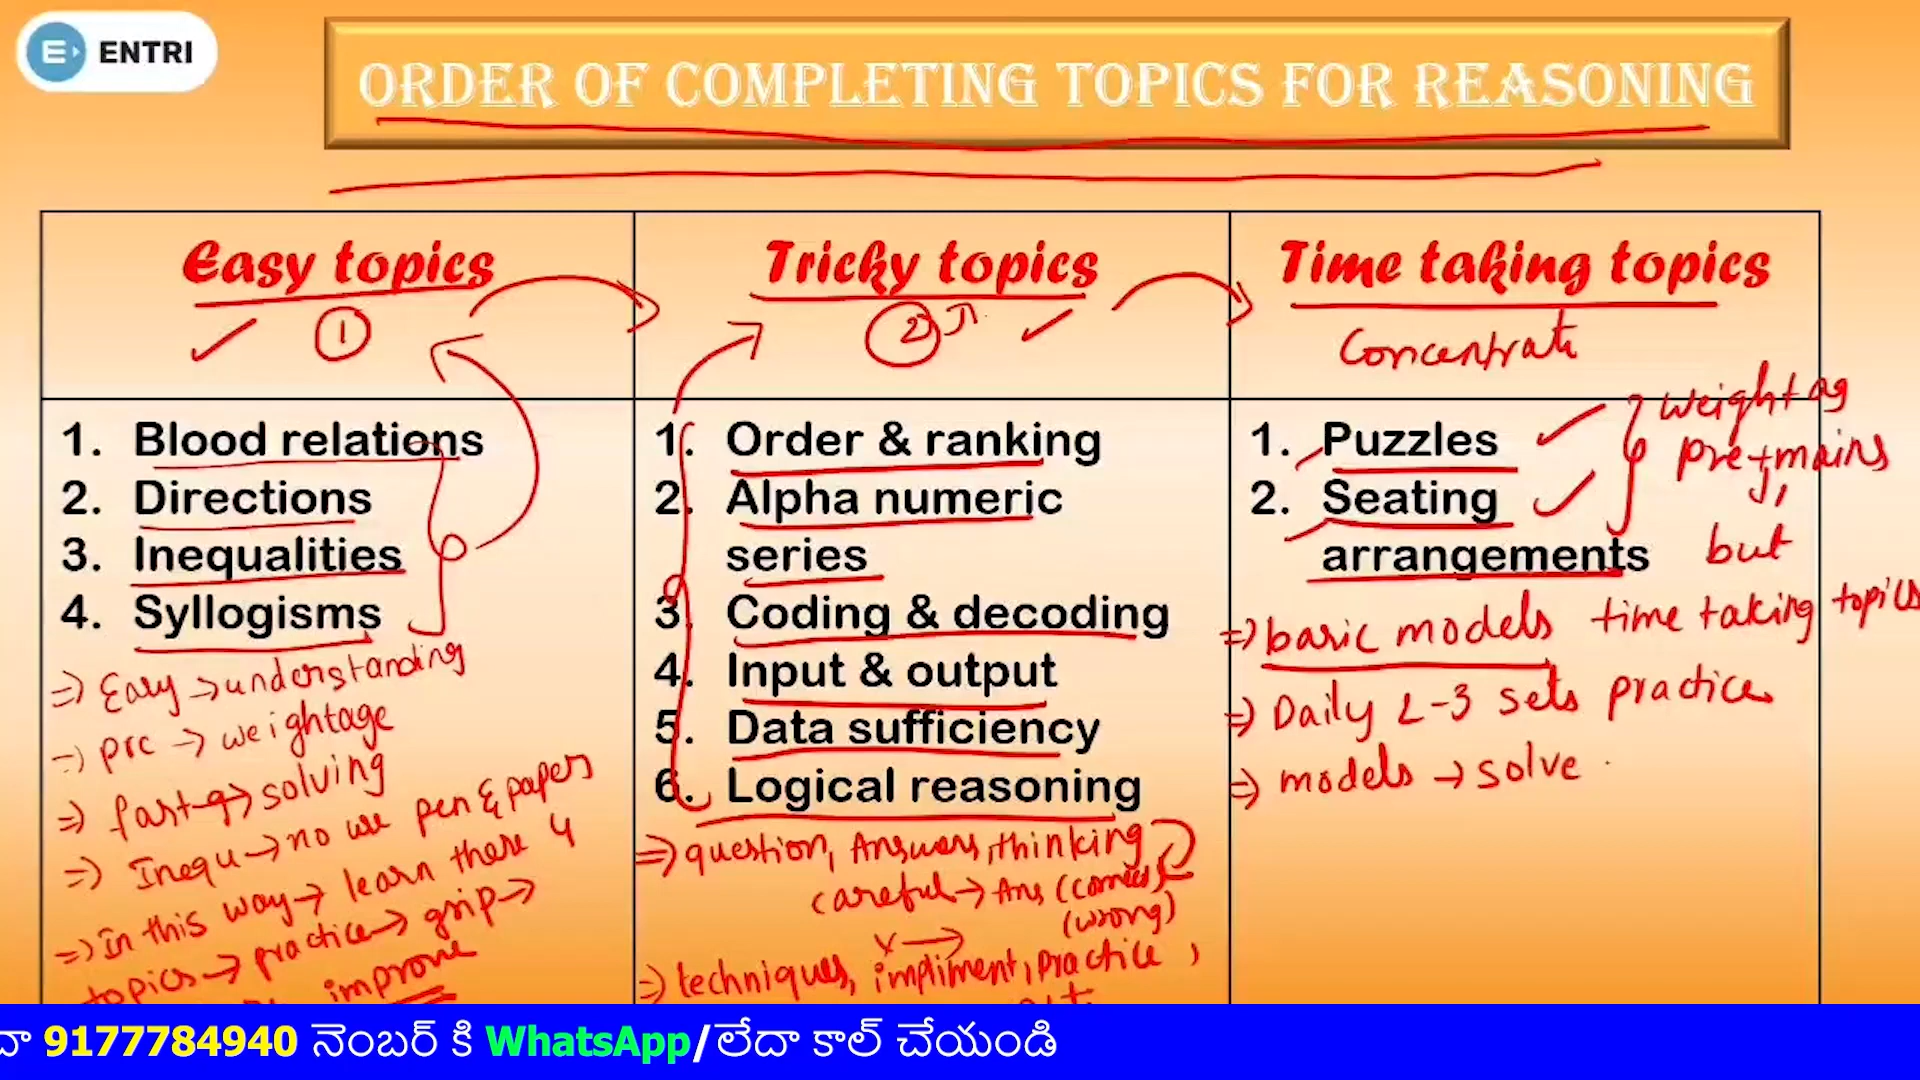 ENTRI
ORDER OF COMPLETING TOPICS FOR REASONING
Easy topics
1
1. Blood relations
2. Directions
3. Inequalities
4. Syllogisms
=> Easy -> understanding
=> pre -> weightage
=> fast -> solving
=> Inequ -> no use pen & papers
=> In this way -> learn these 4
topics -> practice -> grip ->
improve
Tricky topics
2
1. Order & ranking
2. Alpha numeric
series
3. Coding & decoding
4. Input & output
5. Data sufficiency
6. Logical reasoning
=> question, Answers, thinking
careful -> Ans (correct)
(wrong)
=> techniques, impliment, practice,
Time taking topics
Concentrate
1. Puzzles
2. Seating
arrangements
weightag
pre + mains,
but
time taking topics
=> basic models
=> Daily 2-3 sets practice
=> models -> solve
9177784940 నెంబర్ కి WhatsApp/లేదా కాల్ చేయండి